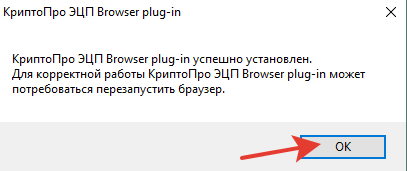 КриптоПро ЭЦП Browser plug-in
КриптоПро ЭЦП Browser plug-in успешно установлен.
Для корректной работы КриптоПро ЭЦП Browser plug-in может
потребоваться перезапустить браузер.
ОК